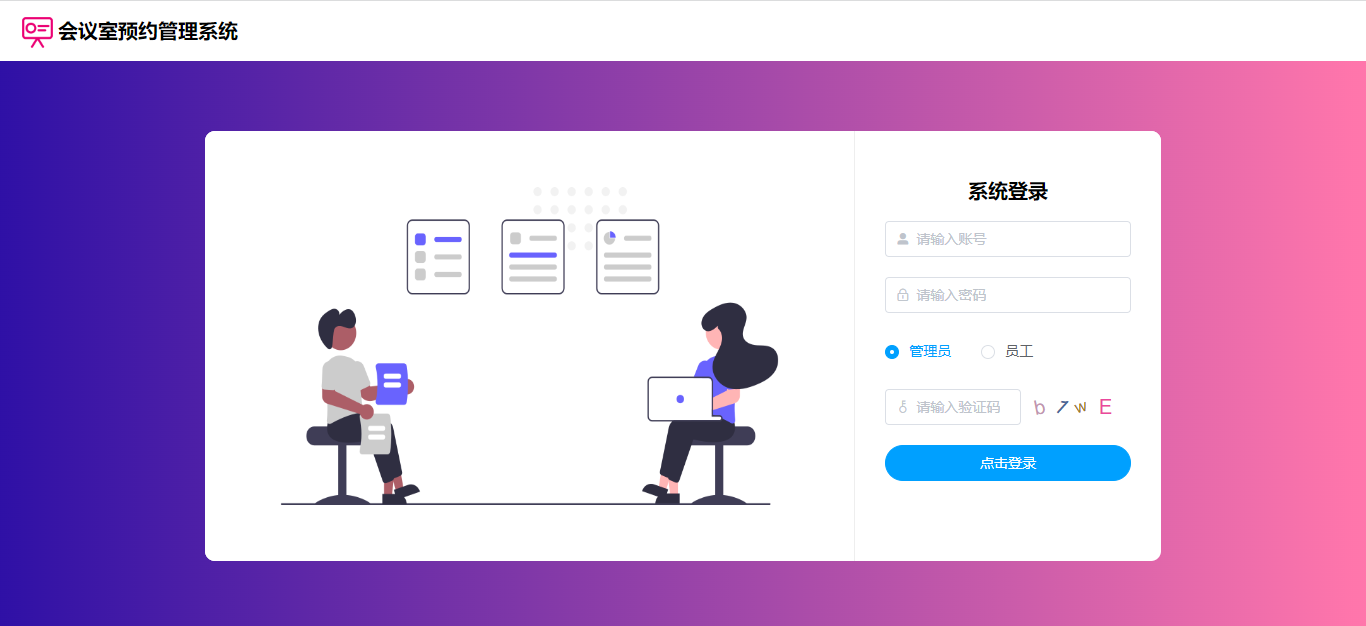 会议室预约管理系统
系统登录
请输入账号
请输入密码
管理员 员工
请输入验证码 b 7 w E
点击登录